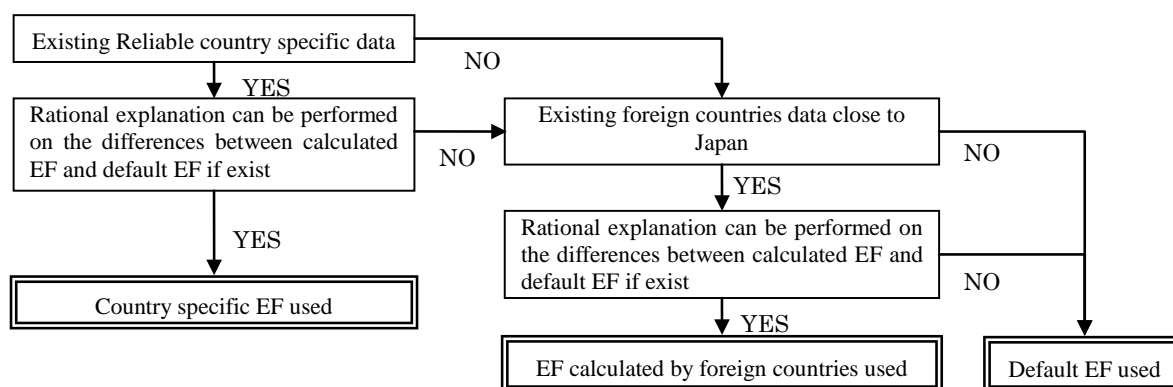 Existing Reliable country specific data
NO
YES
Rational explanation can be performed
on the differences between calculated
EF and default EF if exist
NO
Existing foreign countries data close to
Japan
NO
YES
YES
Rational explanation can be performed on
the differences between calculated EF and
default EF if exist
NO
Country specific EF used
YES
EF calculated by foreign countries used
Default EF used